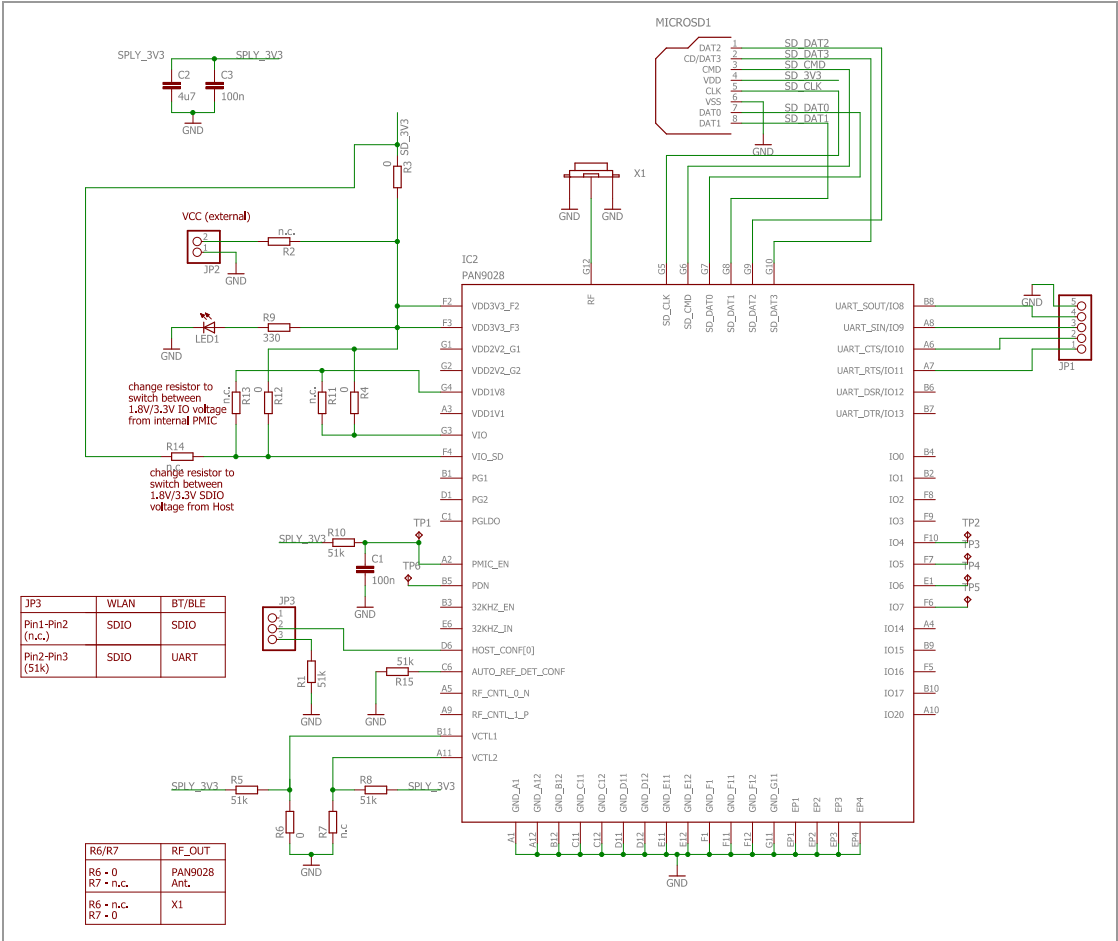 MICROSD1
DAT2 1 SD_DAT2
CD/DAT3 2 SD_DAT3
CMD 3 SD_CMD
VDD 4 SD_3V3
CLK 5 SD_CLK
VSS 6
DAT0 7 SD_DAT0
DAT1 8 SD_DAT1
GND
SPLY_3V3 SPLY_3V3
C2 C3
4u7 100n
GND
SD_3V3
0 R3
X1
GND GND
VCC (external)
2
1
JP2
n.c.
R2
GND
LED1
GND
R9
330
change resistor to
switch between
1.8V/3.3V IO voltage
from internal PMIC
n.c. R13
0 R12
n.c. R11
0 R4
R14
n.c.
change resistor to
switch between
1.8V/3.3V SDIO
voltage from Host
IC2
PAN9028
G12 RF
G5 SD_CLK
G6 SD_CMD
G7 SD_DAT0
G8 SD_DAT1
G9 SD_DAT2
G10 SD_DAT3
F2 VDD3V3_F2
F3 VDD3V3_F3
G1 VDD2V2_G1
G2 VDD2V2_G2
G4 VDD1V8
A3 VDD1V1
G3 VIO
F4 VIO_SD
B1 PG1
D1 PG2
C1 PGLDO
A2 PMIC_EN
B5 PDN
B3 32KHZ_EN
E6 32KHZ_IN
D6 HOST_CONF[0]
C6 AUTO_REF_DET_CONF
A5 RF_CNTL_0_N
A9 RF_CNTL_1_P
B11 VCTL1
A11 VCTL2
UART_SOUT/IO8 B8
UART_SIN/IO9 A8
UART_CTS/IO10 A6
UART_RTS/IO11 A7
UART_DSR/IO12 B6
UART_DTR/IO13 B7
IO0 B4
IO1 B2
IO2 F8
IO3 F9
IO4 F10
IO5 F7
IO6 E1
IO7 F6
IO14 A4
IO15 B9
IO16 F5
IO17 B10
IO20 A10
TP2
TP3
TP4
TP5
GND
5
4
3
2
1
JP1
SPLY_3V3
R10
51k
TP1
C1
100n
GND
TP6
JP3
1
2
3
R1
51k
GND
51k
R15
GND
JP3 WLAN BT/BLE
Pin1-Pin2 SDIO SDIO
(n.c.)
Pin2-Pin3 SDIO UART
(51k)
SPLY_3V3
R5
51k
R8
51k
SPLY_3V3
R6
0
R7
n.c
GND
R6/R7 RF_OUT
R6 - 0 PAN9028
R7 - n.c. Ant.
R6 - n.c. X1
R7 - 0
GND_A1 GND_A12 GND_B12 GND_C11 GND_C12 GND_D11 GND_D12 GND_E11 GND_E12 GND_F1 GND_F11 GND_F12 GND_G11 EP1 EP2 EP3 EP4
A1 A12 B12 C11 C12 D11 D12 E11 E12 F1 F11 F12 G11 EP1 EP2 EP3 EP4
GND